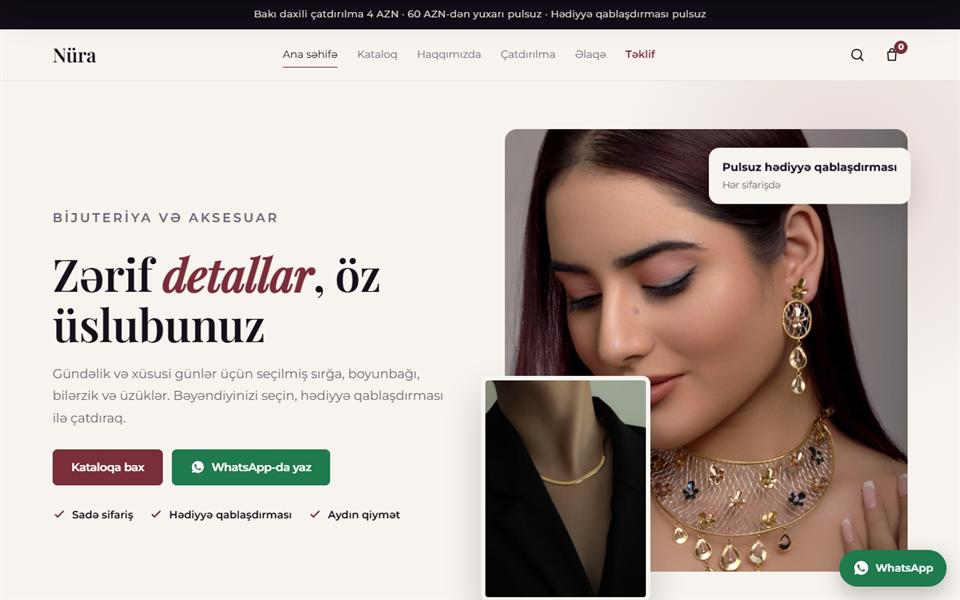 Bakı daxili çatdırılma 4 AZN · 60 AZN-dən yuxarı pulsuz · Hədiyyə qablaşdırması pulsuz
Nüra
Ana səhifə
Kataloq
Haqqımızda
Çatdırılma
Əlaqə
Təklif
0
Pulsuz hədiyyə qablaşdırması
Hər sifarişdə
BİJUTERİYA VƏ AKSESUAR
Zərif detallar, öz
üslubunuz
Gündəlik və xüsusi günlər üçün seçilmiş sırğa, boyunbağı,
bilərzik və üzüklər. Bəyəndiyinizi seçin, hədiyyə qablaşdırması
ilə çatdıraq.
Kataloqa bax
WhatsApp-da yaz
Sadə sifariş
Hədiyyə qablaşdırması
Aydın qiymət
WhatsApp